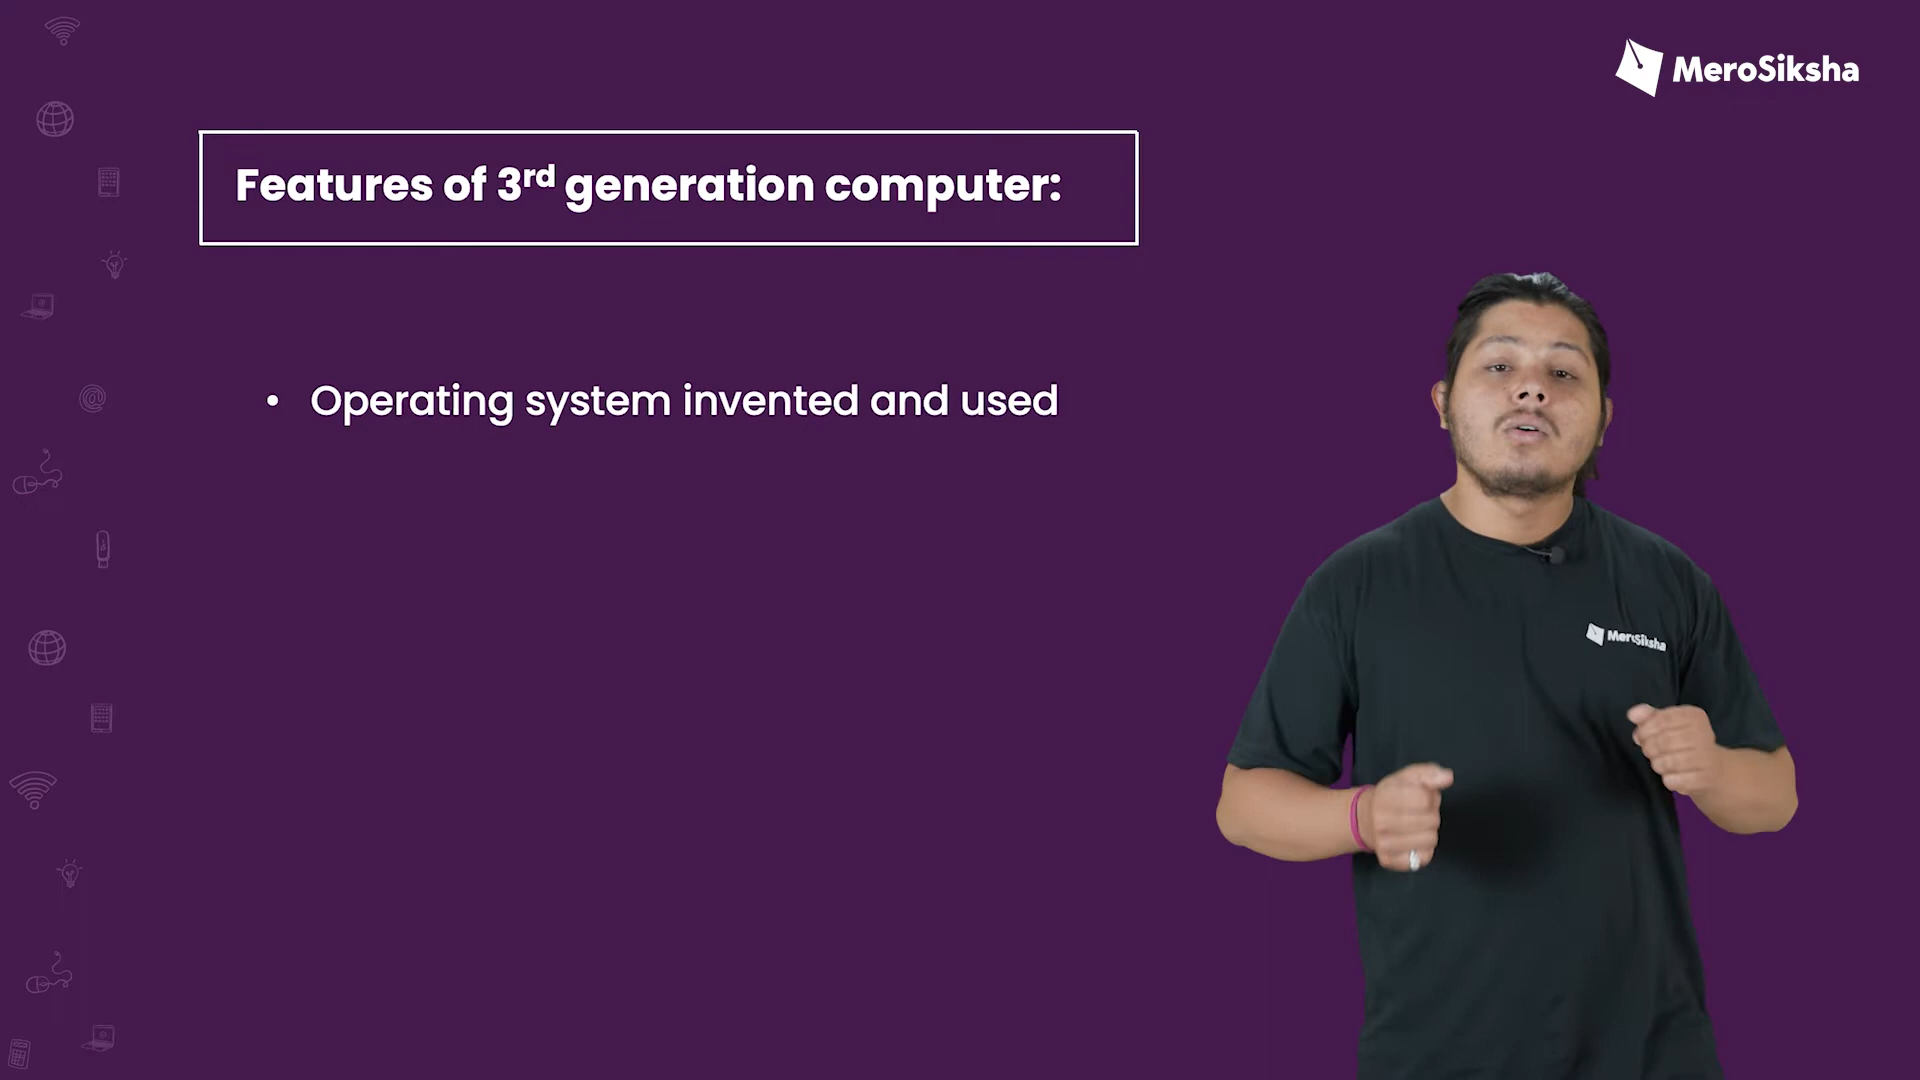 MeroSiksha
Features of 3rd generation computer:
• Operating system invented and used
MeroSiksha